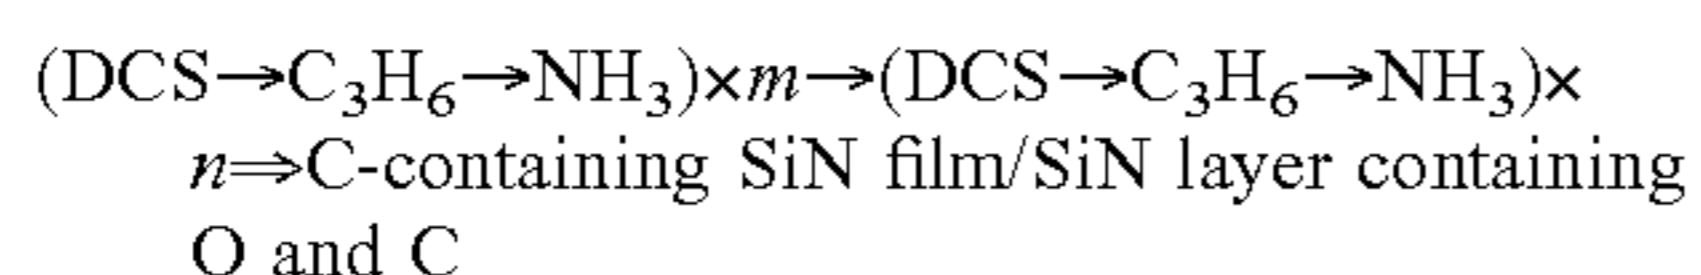 (DCS→C₃H₆→NH₃)×m→(DCS→C₃H₆→NH₃)×
n⇒C-containing SiN film/SiN layer containing
O and C